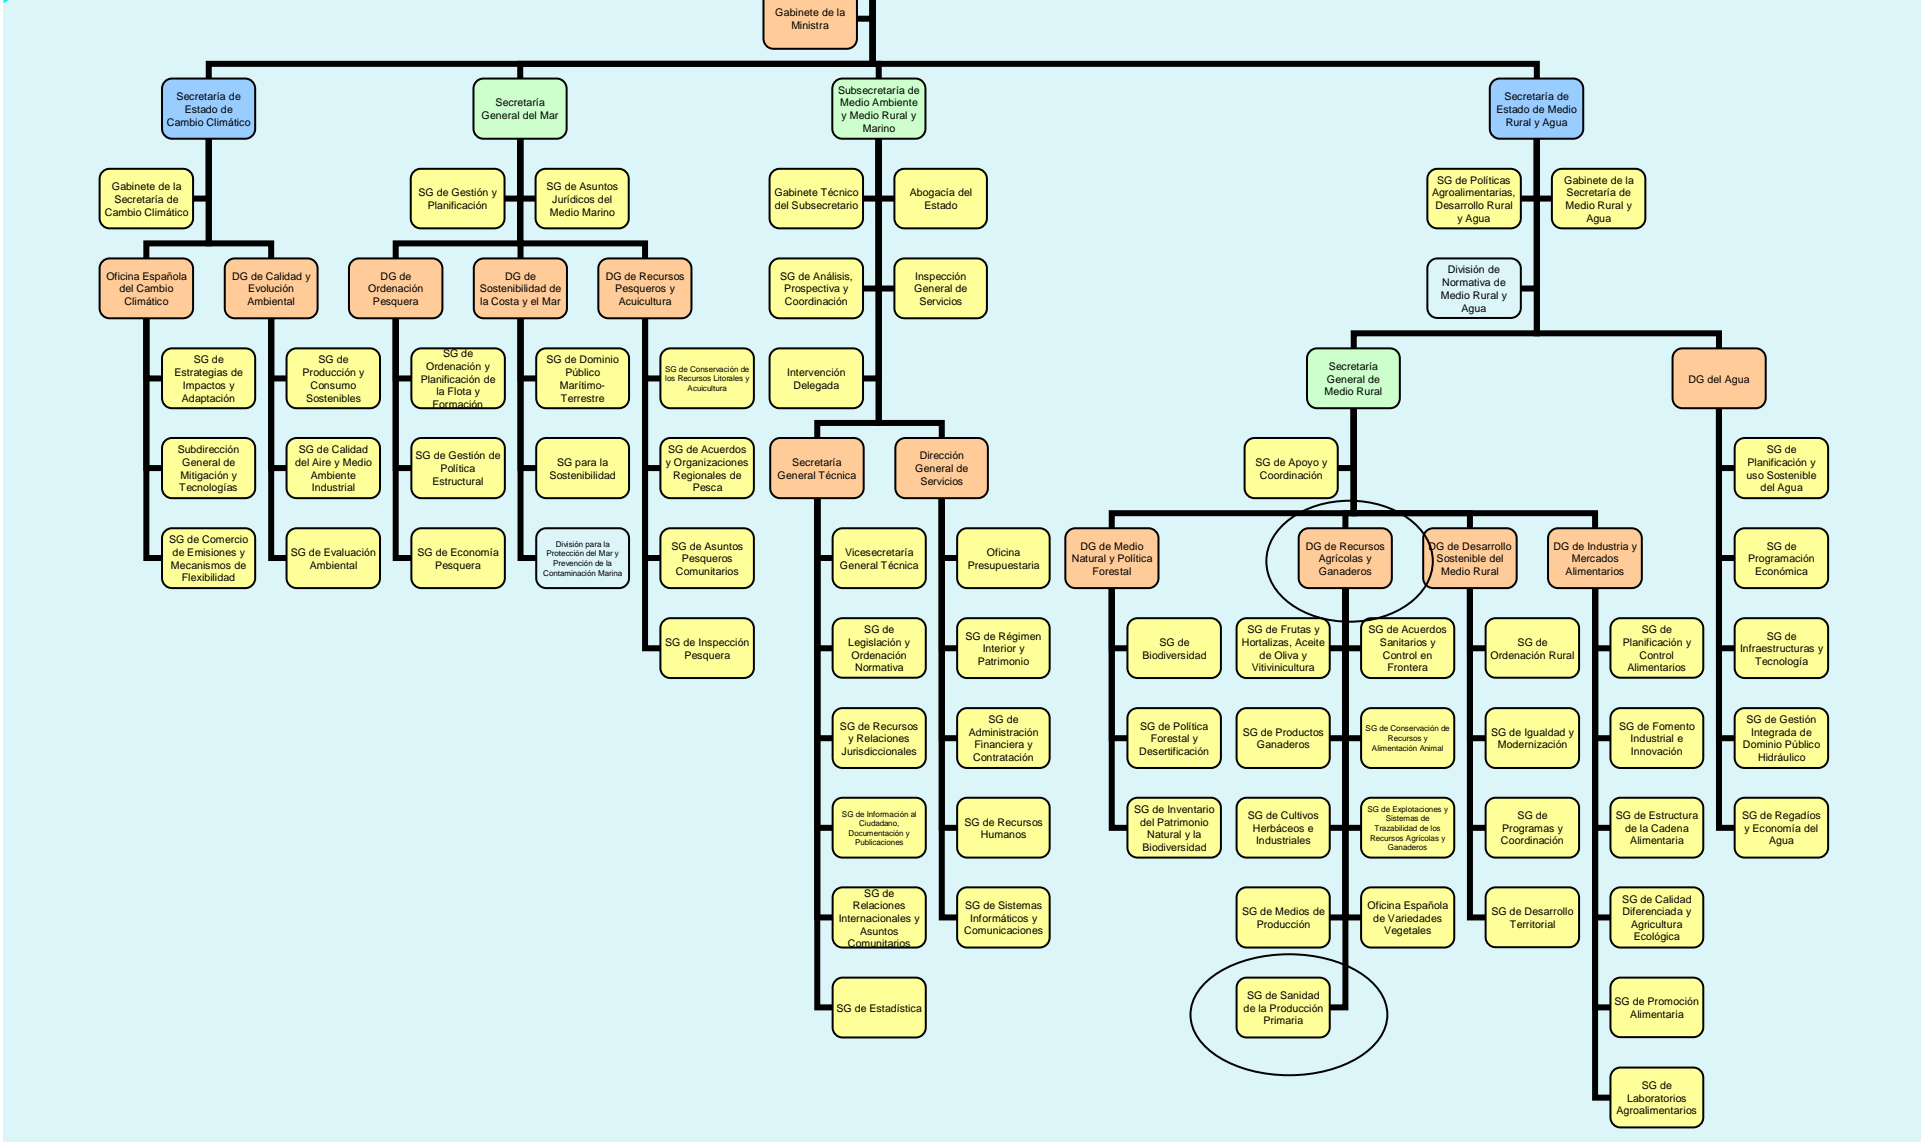 Gabinete de la
Ministra
Secretaría de
Estado de
Cambio Climático
Secretaría
General del Mar
Subsecretaría de
Medio Ambiente
y Medio Rural y
Marino
Secretaría de
Estado de Medio
Rural y Agua
Gabinete de la
Secretaría de
Cambio Climático
SG de Gestión y
Planificación
SG de Asuntos
Jurídicos del
Medio Marino
Gabinete Técnico
del Subsecretario
Abogacía del
Estado
SG de Políticas
Agroalimentarias,
Desarrollo Rural
y Agua
Gabinete de la
Secretaría de
Medio Rural y
Agua
Oficina Española
del Cambio
Climático
DG de Calidad y
Evolución
Ambiental
DG de
Ordenación
Pesquera
DG de
Sostenibilidad de
la Costa y el Mar
DG de Recursos
Pesqueros y
Acuicultura
SG de Análisis,
Prospectiva y
Coordinación
Inspección
General de
Servicios
División de
Normativa de
Medio Rural y
Agua
SG de
Estrategias de
Impactos y
Adaptación
SG de
Producción y
Consumo
Sostenibles
SG de
Ordenación y
Planificación de
la Flota y
Formación
SG de Dominio
Público
Marítimo-
Terrestre
SG de Conservación de
los Recursos Litorales y
Acuicultura
Intervención
Delegada
Secretaría
General de
Medio Rural
DG del Agua
Subdirección
General de
Mitigación y
Tecnologías
SG de Calidad
del Aire y Medio
Ambiente
Industrial
SG de Gestión de
Política
Estructural
SG para la
Sostenibilidad
SG de Acuerdos
y Organizaciones
Regionales de
Pesca
Secretaría
General Técnica
Dirección
General de
Servicios
SG de Apoyo y
Coordinación
SG de
Planificación y
uso Sostenible
del Agua
SG de Comercio
de Emisiones y
Mecanismos de
Flexibilidad
SG de Evaluación
Ambiental
SG de Economía
Pesquera
División para la
Protección del Mar y
Prevención de la
Contaminación Marina
SG de Asuntos
Pesqueros
Comunitarios
Vicesecretaría
General Técnica
Oficina
Presupuestaria
DG de Medio
Natural y Política
Forestal
DG de Recursos
Agrícolas y
Ganaderos
DG de Desarrollo
Sostenible del
Medio Rural
DG de Industria y
Mercados
Alimentarios
SG de
Programación
Económica
SG de Inspección
Pesquera
SG de
Legislación y
Ordenación
Normativa
SG de Régimen
Interior y
Patrimonio
SG de
Biodiversidad
SG de Frutas y
Hortalizas, Aceite
de Oliva y
Vitivinicultura
SG de Acuerdos
Sanitarios y
Control en
Frontera
SG de
Ordenación Rural
SG de
Planificación y
Control
Alimentarios
SG de
Infraestructuras y
Tecnología
SG de Recursos
y Relaciones
Jurisdiccionales
SG de
Administración
Financiera y
Contratación
SG de Política
Forestal y
Desertificación
SG de Productos
Ganaderos
SG de Conservación de
Recursos y
Alimentación Animal
SG de Igualdad y
Modernización
SG de Fomento
Industrial e
Innovación
SG de Gestión
Integrada de
Dominio Público
Hidráulico
SG de Información al
Ciudadano,
Documentación y
Publicaciones
SG de Recursos
Humanos
SG de Inventario
del Patrimonio
Natural y la
Biodiversidad
SG de Cultivos
Herbáceos e
Industriales
SG de Explotaciones y
Sistemas de
Trazabilidad de los
Recursos Agrícolas y
Ganaderos
SG de
Programas y
Coordinación
SG de Estructura
de la Cadena
Alimentaria
SG de Regadíos
y Economía del
Agua
SG de
Relaciones
Internacionales y
Asuntos
Comunitarios
SG de Sistemas
Informáticos y
Comunicaciones
SG de Medios de
Producción
Oficina Española
de Variedades
Vegetales
SG de Desarrollo
Territorial
SG de Calidad
Diferenciada y
Agricultura
Ecológica
SG de Estadística
SG de Sanidad
de la Producción
Primaria
SG de Promoción
Alimentaria
SG de
Laboratorios
Agroalimentarios